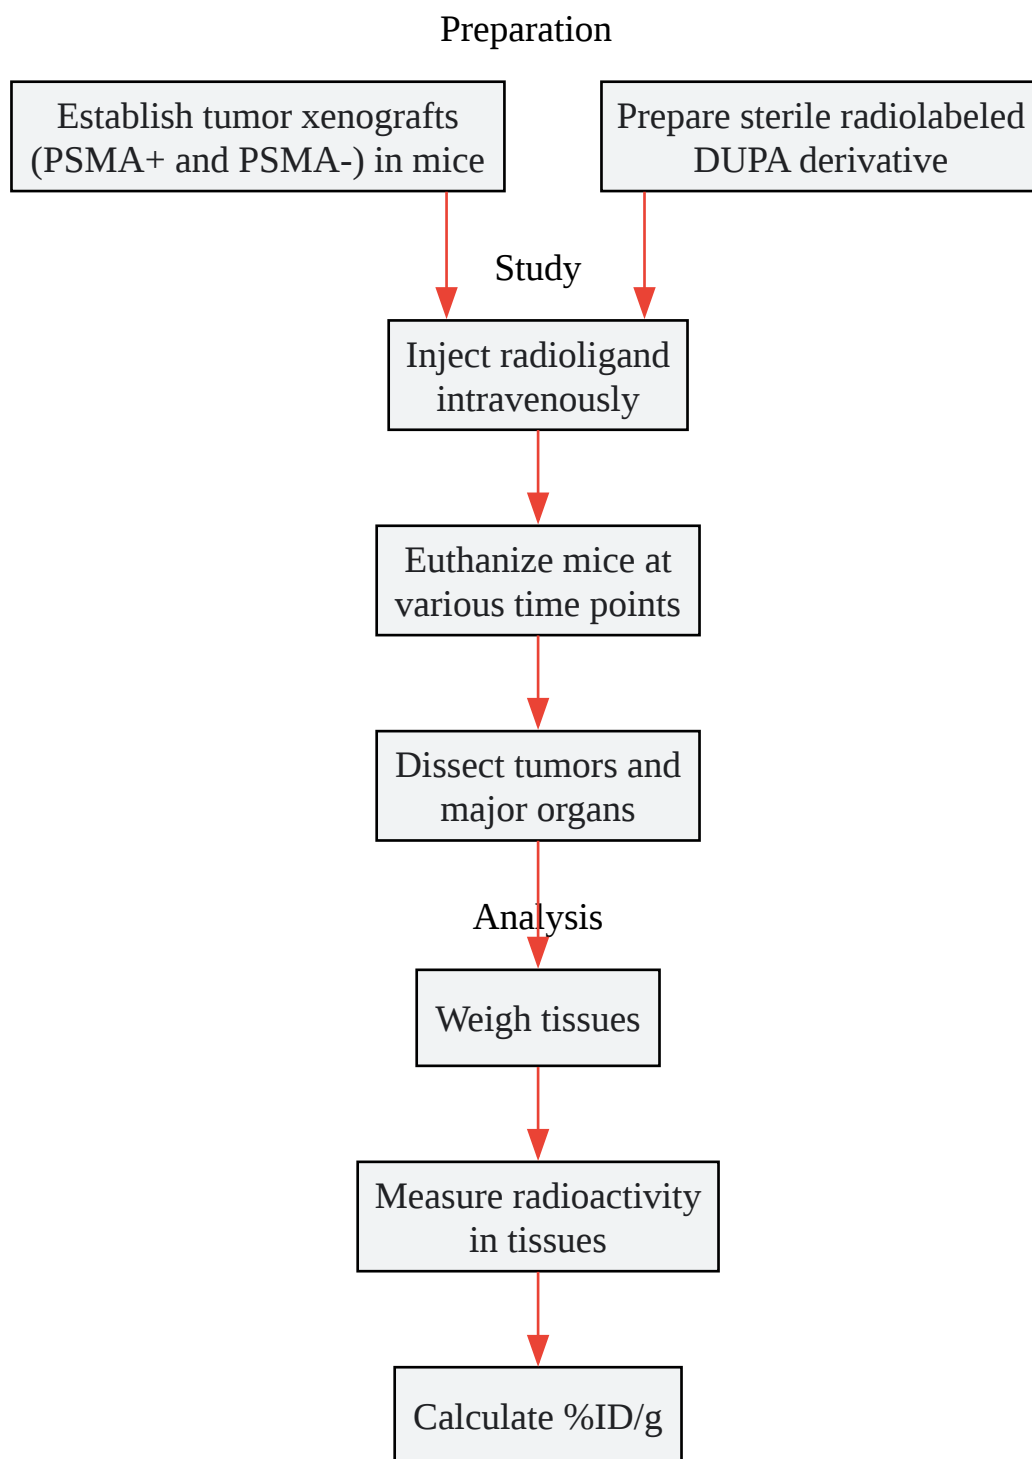 Preparation
Establish tumor xenografts
(PSMA+ and PSMA-) in mice
Prepare sterile radiolabeled
DUPA derivative
Study
Inject radioligand
intravenously
Euthanize mice at
various time points
Dissect tumors and
major organs
Analysis
Weigh tissues
Measure radioactivity
in tissues
Calculate %ID/g